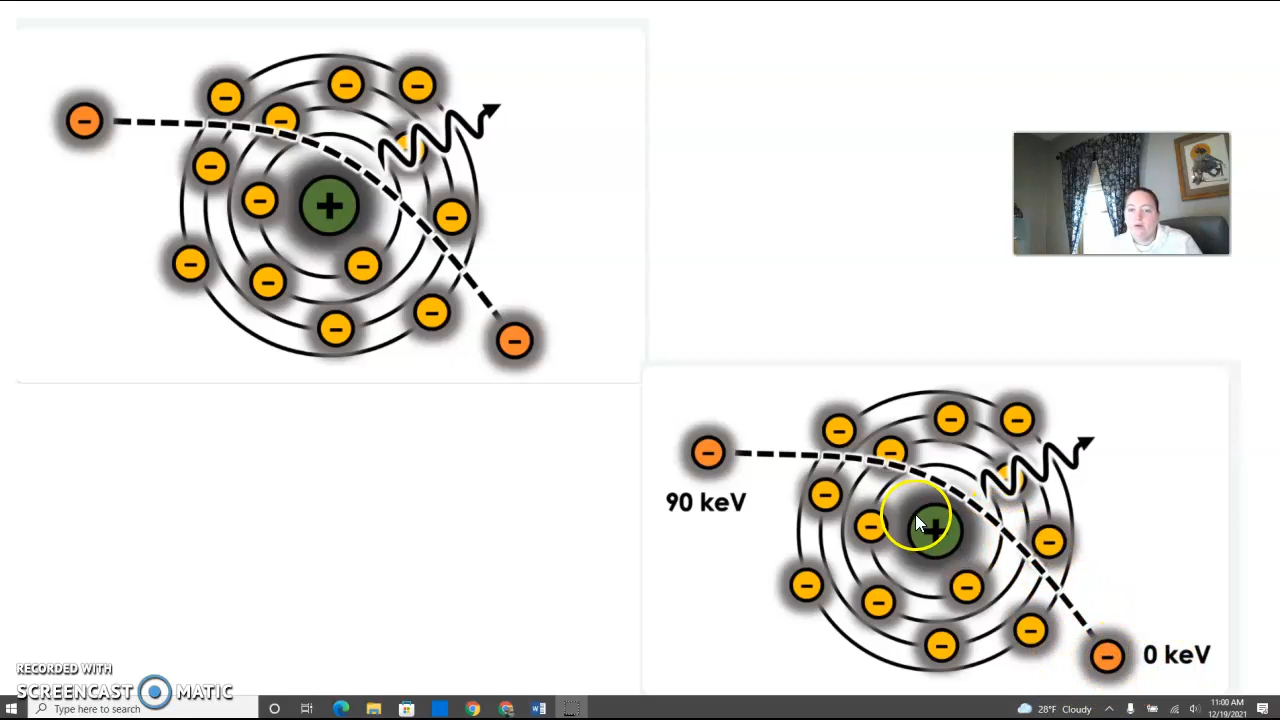 90 keV
0 keV
RECORDED WITH
SCREENCAST MATIC
Type here to search
28°F Cloudy
11:00 AM
12/19/2021